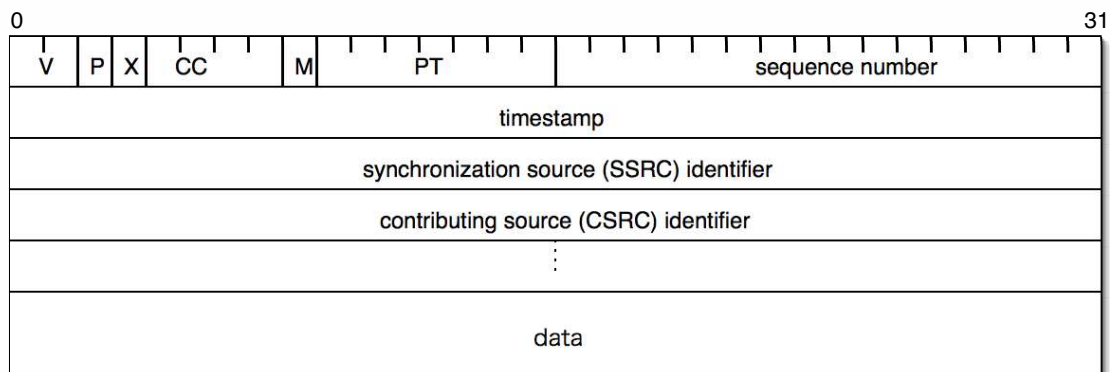 0 31
V P X CC M PT sequence number
timestamp
synchronization source (SSRC) identifier
contributing source (CSRC) identifier
data